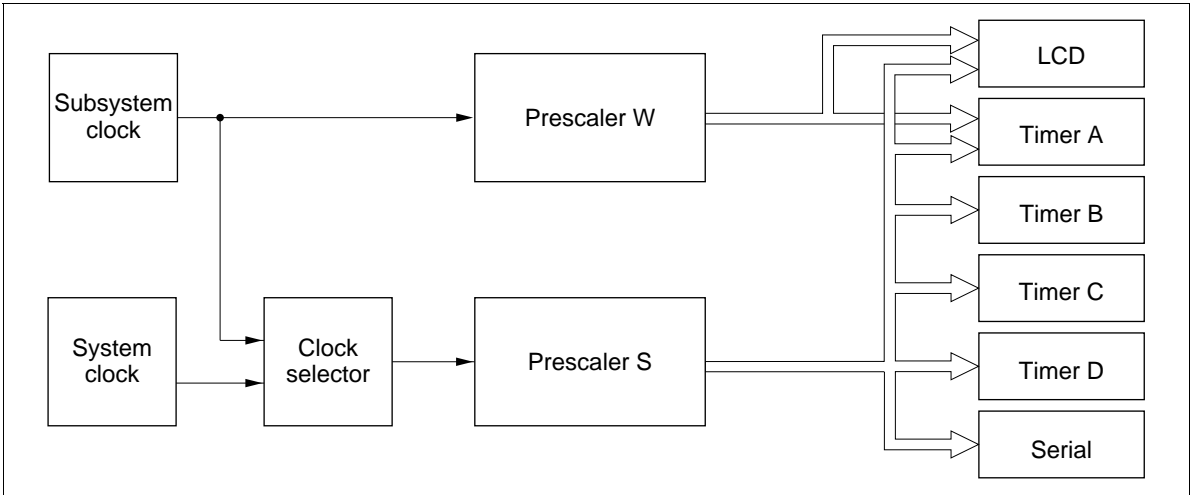 Subsystem
clock
Prescaler W
LCD
Timer A
Timer B
Timer C
System
clock
Clock
selector
Prescaler S
Timer D
Serial